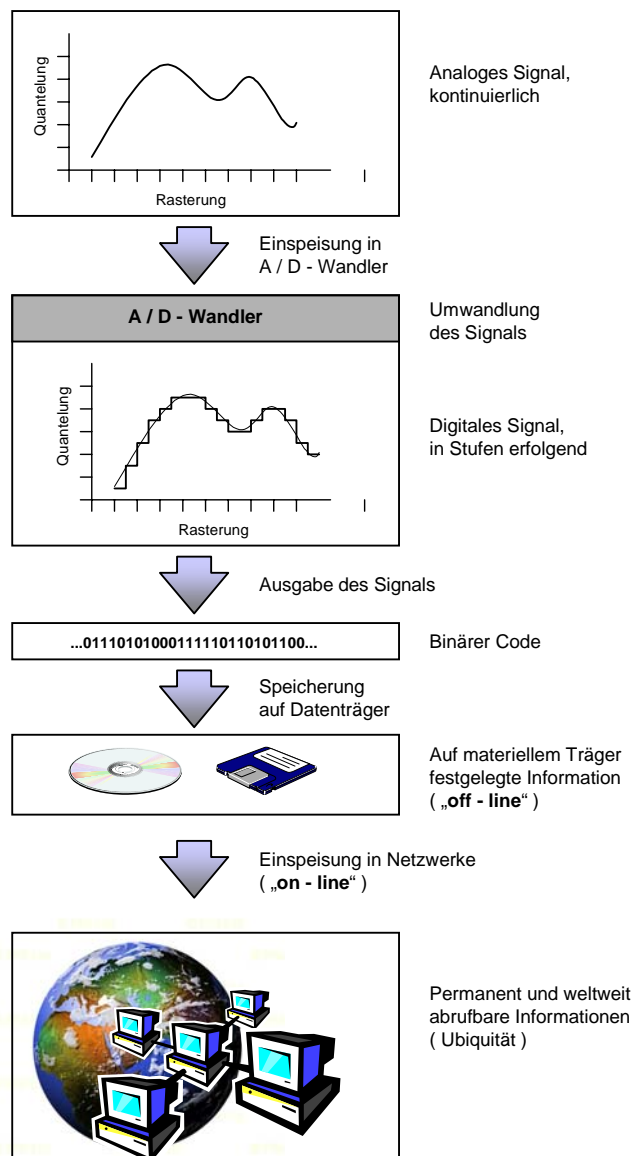 Quantelung
Rasterung
Analoges Signal,
kontinuierlich
Einspeisung in
A / D - Wandler
A / D - Wandler
Umwandlung
des Signals
Quantelung
Rasterung
Digitales Signal,
in Stufen erfolgend
Ausgabe des Signals
...01110101000111110110101100...
Binärer Code
Speicherung
auf Datenträger
Auf materiellem Träger
festgelegte Information
( „off - line“ )
Einspeisung in Netzwerke
( „on - line“ )
Permanent und weltweit
abrufbare Informationen
( Ubiquität )